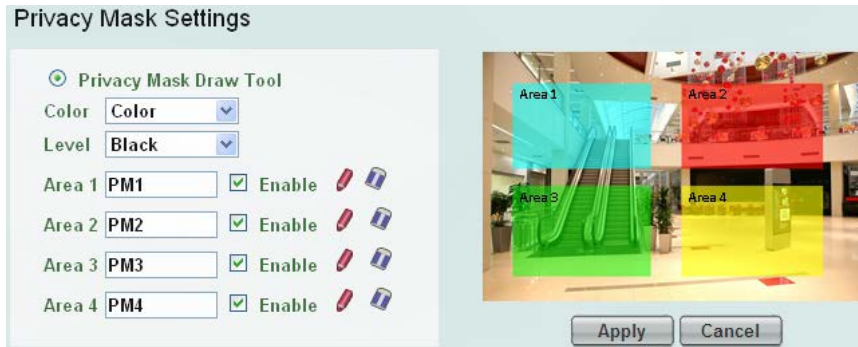 Privacy Mask Settings
Privacy Mask Draw Tool
Color Color
Level Black
Area 1 PM1 Enable
Area 2 PM2 Enable
Area 3 PM3 Enable
Area 4 PM4 Enable
Area 1 Area 2
Area 3 Area 4
Apply Cancel